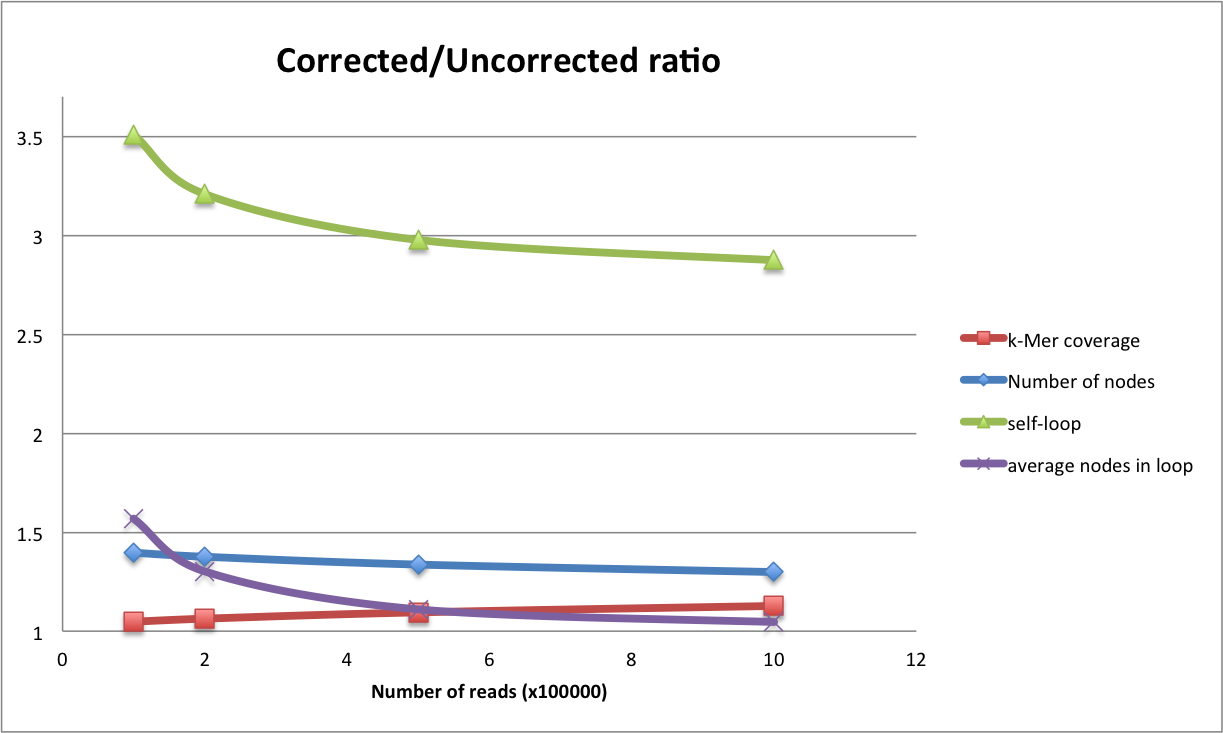 Corrected/Uncorrected ratio
3.5
3
2.5
2
1.5
1
0 2 4 6 8 10 12
Number of reads (x100000)
k-Mer coverage
Number of nodes
self-loop
average nodes in loop